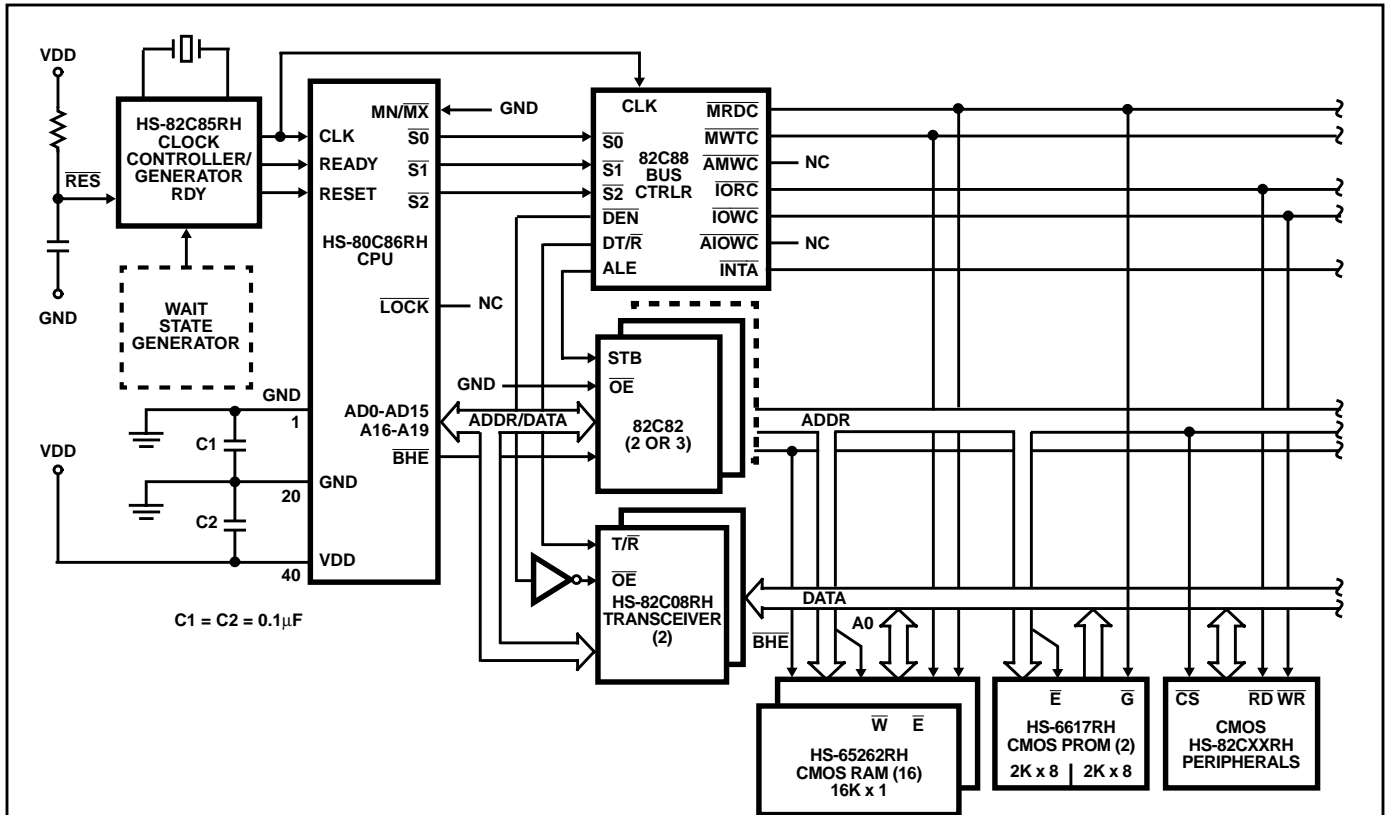 VDD
RES
GND
HS-82C85RH
CLOCK
CONTROLLER/
GENERATOR
RDY
WAIT
STATE
GENERATOR
CLK
READY
RESET
MN/MX
GND
S0
S1
S2
HS-80C86RH
CPU
LOCK
NC
GND
1
AD0-AD15
A16-A19
BHE
VDD
C1
20
GND
C2
40
VDD
C1 = C2 = 0.1μF
CLK
S0
S1
S2
DEN
DT/R
ALE
82C88
BUS
CTRLR
MRDC
MWTC
AMWC
NC
IORC
IOWC
AIOWC
NC
INTA
STB
GND
OE
ADDR/DATA
82C82
(2 OR 3)
ADDR
T/R
OE
HS-82C08RH
TRANSCEIVER
(2)
DATA
BHE
A0
W E
HS-65262RH
CMOS RAM (16)
16K x 1
E G
HS-6617RH
CMOS PROM (2)
2K x 8 | 2K x 8
CS RD WR
CMOS
HS-82CXXRH
PERIPHERALS